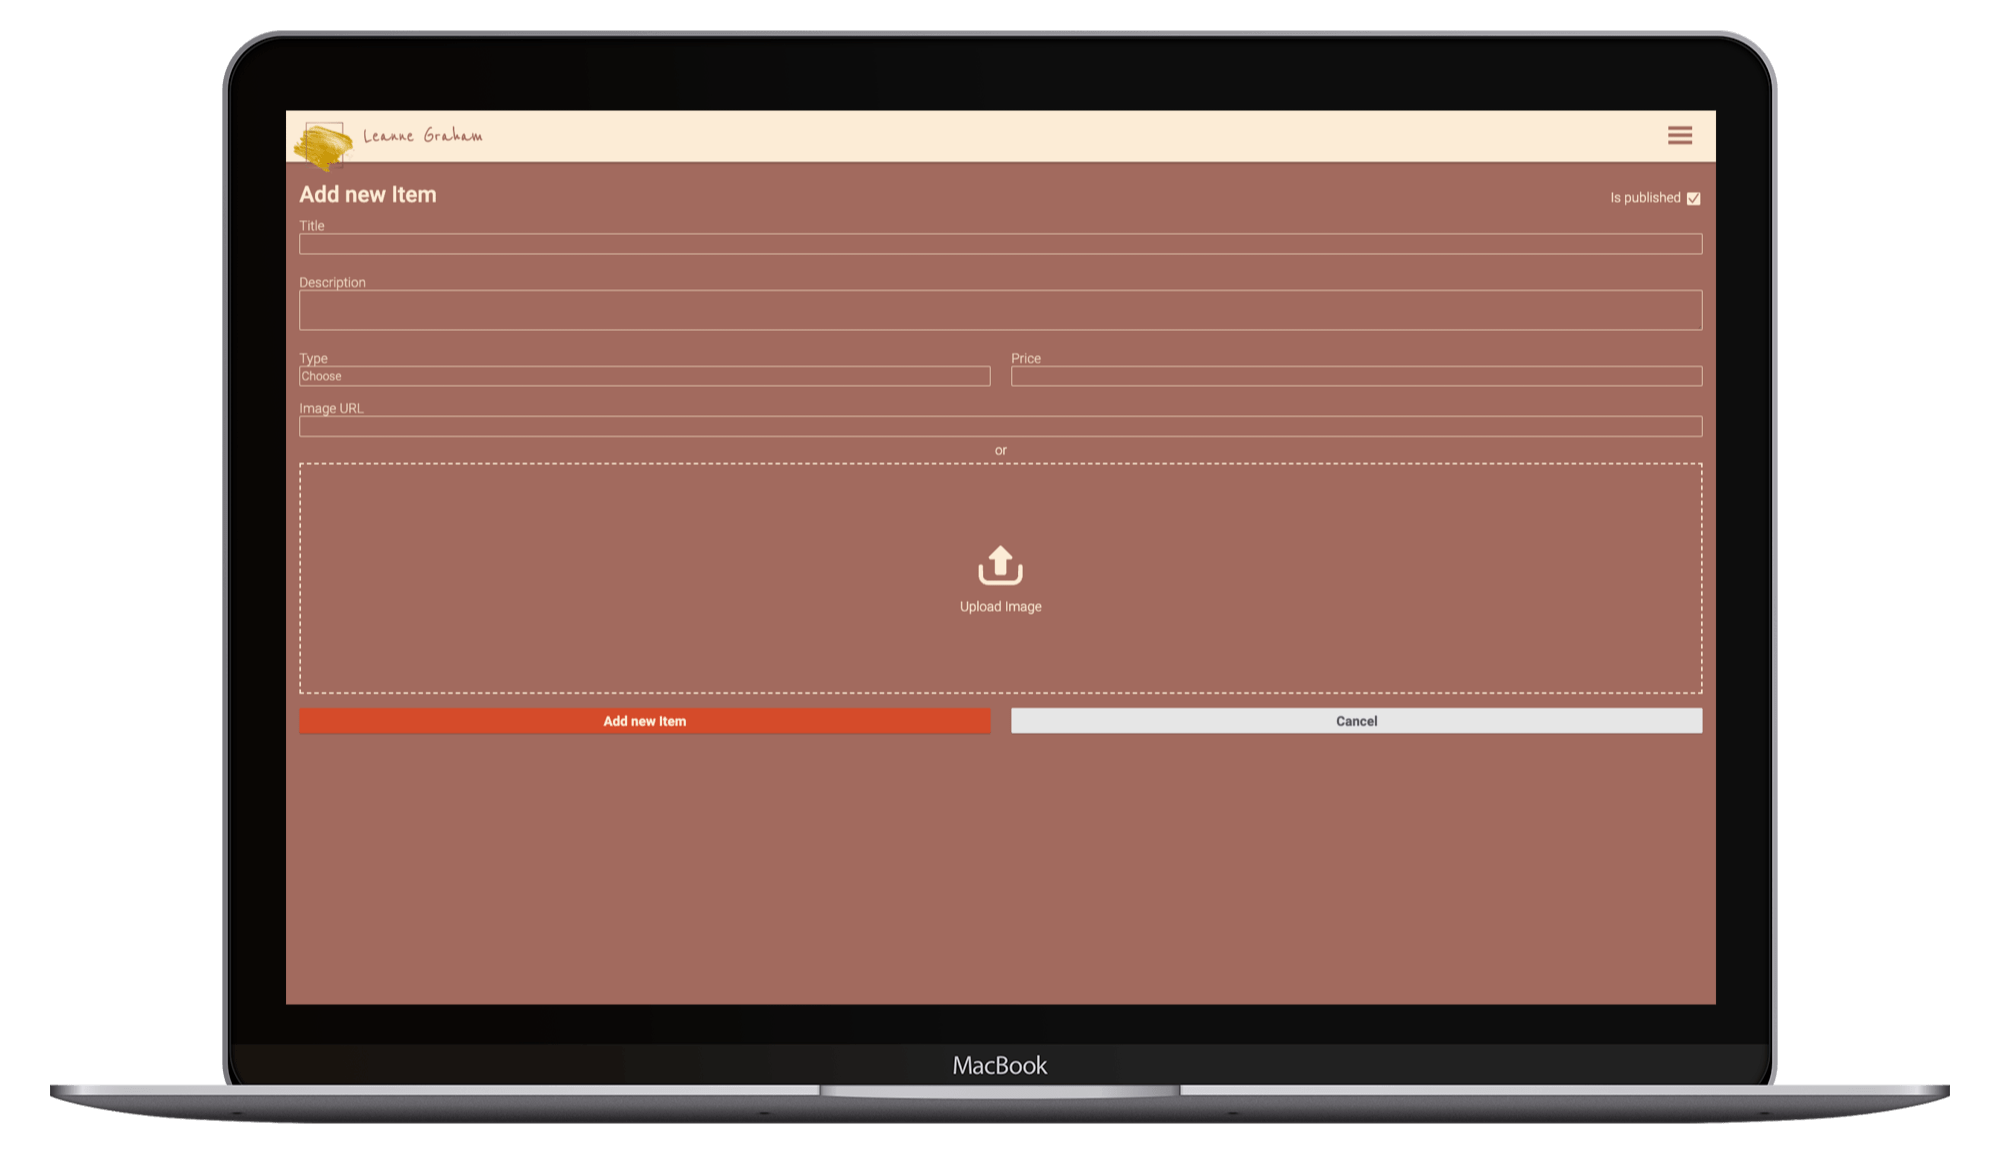 Leanne Graham
Add new Item
Is published
Title
Description
Type
Price
Choose
Image URL
or
Upload Image
Add new Item
Cancel
MacBook